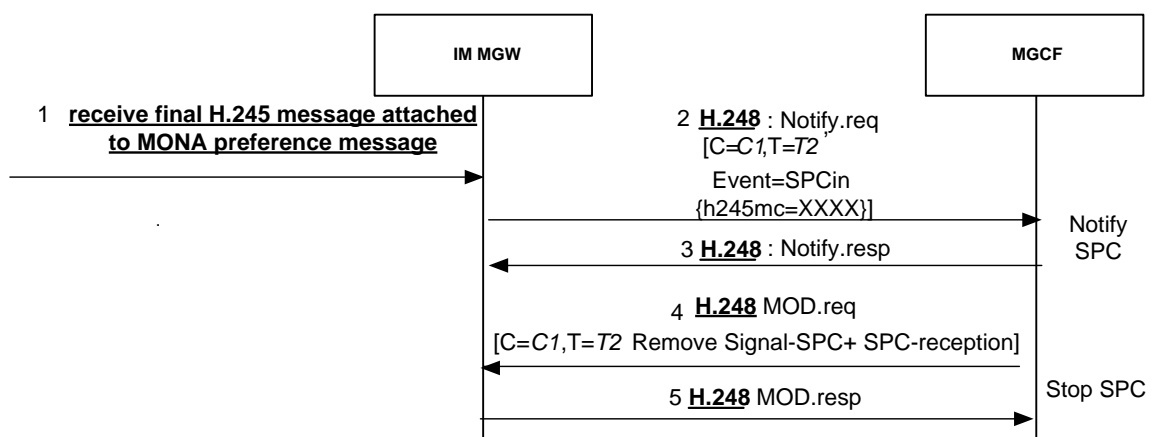 IM MGW
MGCF
1 receive final H.245 message attached
to MONA preference message
2 H.248 : Notify.req
[C=C1,T=T2,
Event=SPCin
{h245mc=XXXX}]
Notify
SPC
3 H.248 : Notify.resp
4 H.248 MOD.req
[C=C1,T=T2 Remove Signal-SPC+ SPC-reception]
Stop SPC
5 H.248 MOD.resp